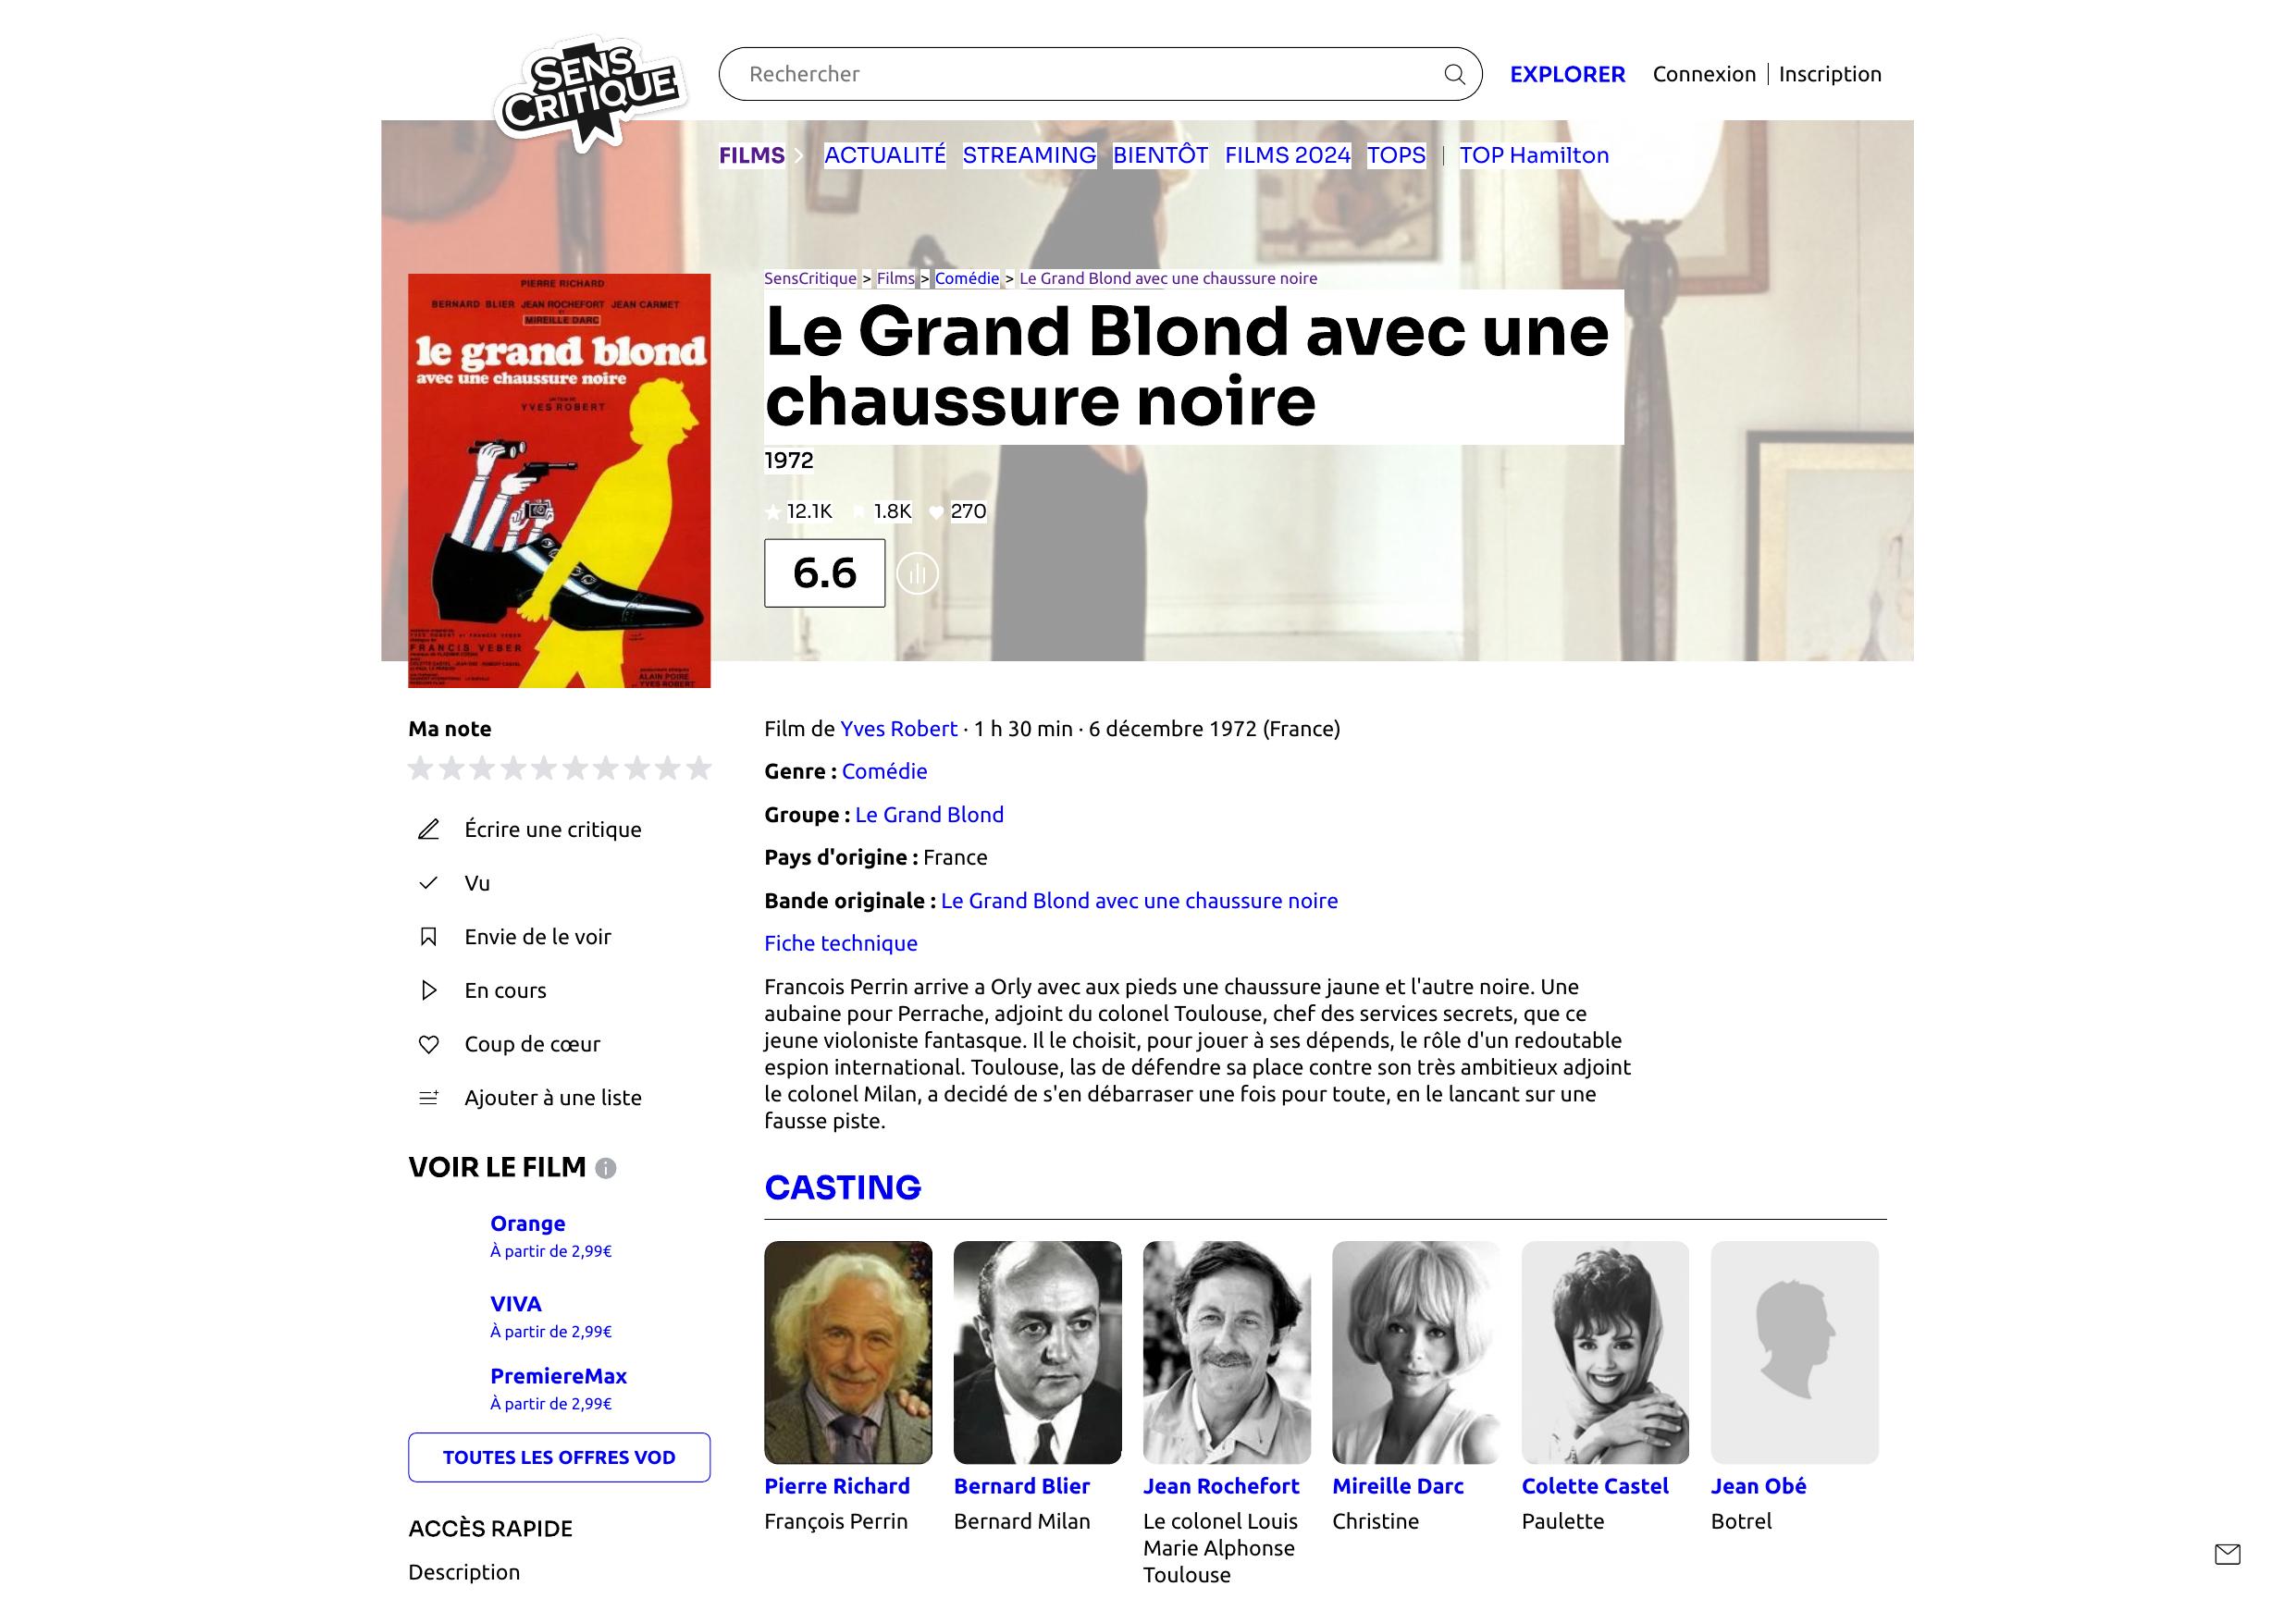 SENS
CRITIQUE
Rechercher
EXPLORER
Connexion | Inscription
FILMS
ACTUALITÉ STREAMING BIENTÔT FILMS 2024 TOPS | TOP Hamilton
PIERRE RICHARD
BERNARD BLIER JEAN ROCHEFORT JEAN CARMET
MIREILLE DARC
le grand blond
avec une chaussure noire
YVES ROBERT
FRANCIS VEBER
ALAIN POIRE
YVES ROBERT
SensCritique > Films > Comédie > Le Grand Blond avec une chaussure noire
Le Grand Blond avec une
chaussure noire
1972
12.1K 1.8K 270
6.6
Ma note
Écrire une critique
Vu
Envie de le voir
En cours
Coup de cœur
Ajouter à une liste
VOIR LE FILM
Orange
À partir de 2,99€
VIVA
À partir de 2,99€
PremiereMax
À partir de 2,99€
TOUTES LES OFFRES VOD
ACCÈS RAPIDE
Description
Film de Yves Robert · 1 h 30 min · 6 décembre 1972 (France)
Genre : Comédie
Groupe : Le Grand Blond
Pays d'origine : France
Bande originale : Le Grand Blond avec une chaussure noire
Fiche technique
Francois Perrin arrive a Orly avec aux pieds une chaussure jaune et l'autre noire. Une
aubaine pour Perrache, adjoint du colonel Toulouse, chef des services secrets, que ce
jeune violoniste fantasque. Il le choisit, pour jouer à ses dépends, le rôle d'un redoutable
espion international. Toulouse, las de défendre sa place contre son très ambitieux adjoint
le colonel Milan, a decidé de s'en débarraser une fois pour toute, en le lancant sur une
fausse piste.
CASTING
Pierre Richard
François Perrin
Bernard Blier
Bernard Milan
Jean Rochefort
Le colonel Louis
Marie Alphonse
Toulouse
Mireille Darc
Christine
Colette Castel
Paulette
Jean Obé
Botrel